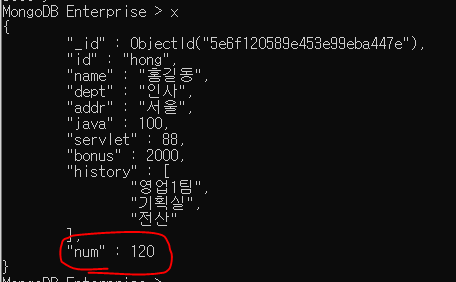 MongoDB Enterprise > x
{
"_id" : ObjectId("5e6f120589e453e99eba447e"),
"id" : "hong",
"name" : "홍길동",
"dept" : "인사",
"addr" : "서울",
"java" : 100,
"servlet" : 88,
"bonus" : 2000,
"history" : [
"영업1팀",
"기획실",
"전산"
],
"num" : 120
}
MongoDB Enterprise >